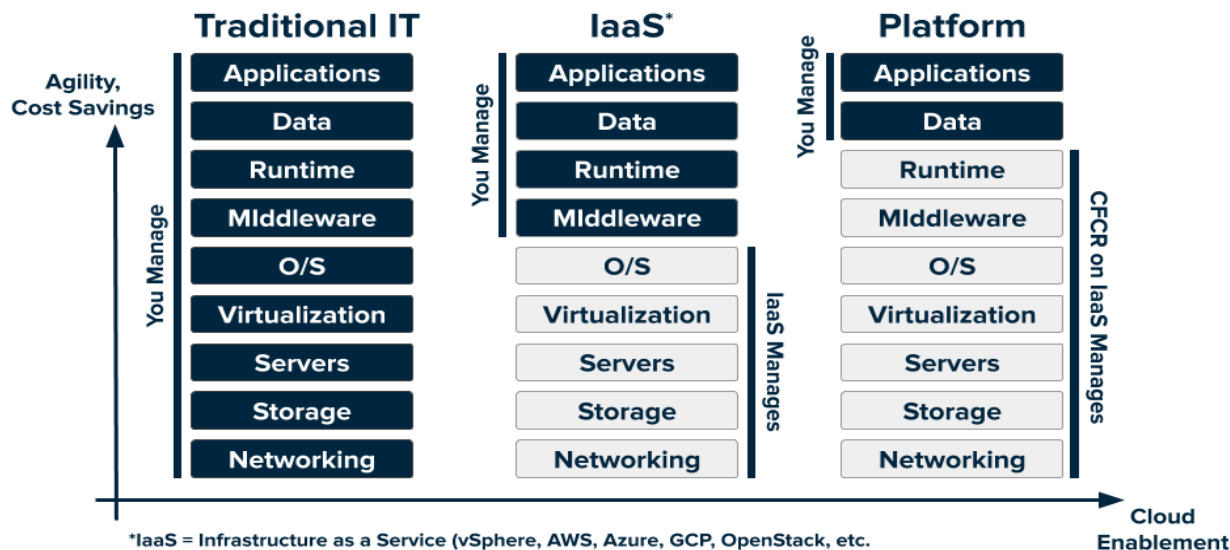 Traditional IT
IaaS*
Platform
Agility,
Cost Savings
You Manage
Applications
Data
Runtime
MIddleware
O/S
Virtualization
Servers
Storage
Networking
You Manage
Applications
Data
Runtime
MIddleware
O/S
Virtualization
Servers
Storage
Networking
IaaS Manages
You Manage
Applications
Data
Runtime
MIddleware
O/S
Virtualization
Servers
Storage
Networking
CFCR on IaaS Manages
Cloud
Enablement
*IaaS = Infrastructure as a Service (vSphere, AWS, Azure, GCP, OpenStack, etc.